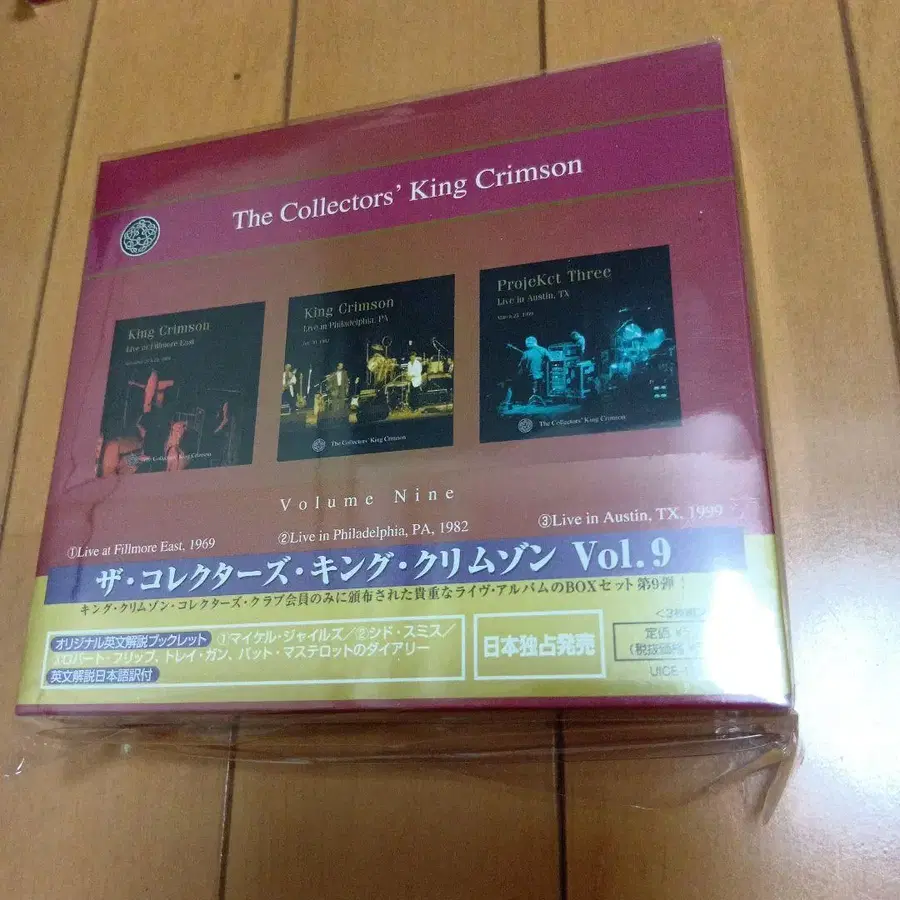 The Collectors' King Crimson
King Crimson
Live at Fillmore East
King Crimson
Live in Philadelphia, PA
ProjeKct Three
Live in Austin, TX
The Collectors' King Crimson
The Collectors' King Crimson
The Collectors' King Crimson
Volume Nine
①Live at Fillmore East, 1969
②Live in Philadelphia, PA, 1982
③Live in Austin, TX, 1999
ザ・コレクターズ・キング・クリムゾン Vol.9
キング・クリムゾン・コレクターズ・クラブ会員のみに頒布された貴重なライヴ・アルバムのBOXセット 第9弾!
オリジナル英文解説ブックレット ①マイケル・ジャイルズ/②シド・スミス/
③ロバート・フリップ、トレイ・ガン、パット・マステロットのダイアリー
英文解説日本語訳付
日本独占発売
定価
(税抜価格
UICE-